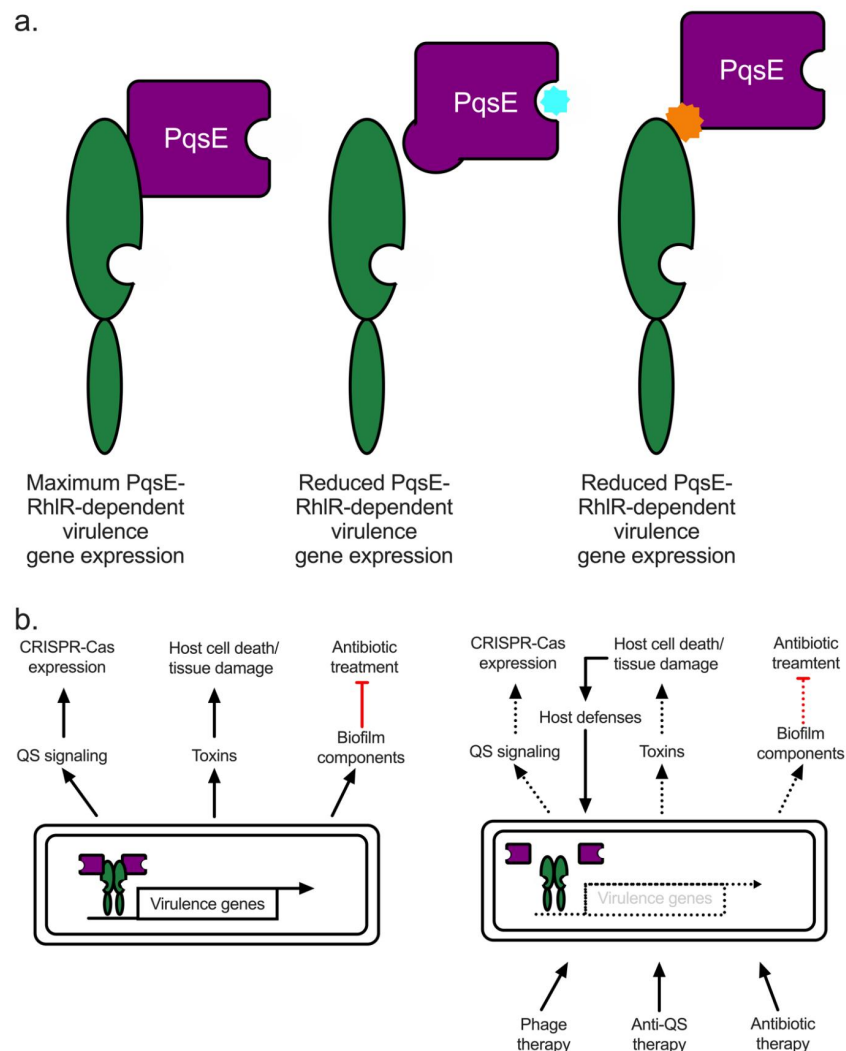 a.
PqsE
PqsE
PqsE
Maximum PqsE-
RhlR-dependent
virulence
gene expression
Reduced PqsE-
RhlR-dependent
virulence
gene expression
Reduced PqsE-
RhlR-dependent
virulence
gene expression
b.
CRISPR-Cas
expression
Host cell death/
tissue damage
Antibiotic
treatment
QS signaling
Toxins
Biofilm
components
Virulence genes
CRISPR-Cas
expression
Host cell death/
tissue damage
Antibiotic
treamtent
Host defenses
QS signaling
Toxins
Biofilm
components
Virulence genes
Phage
therapy
Anti-QS
therapy
Antibiotic
therapy